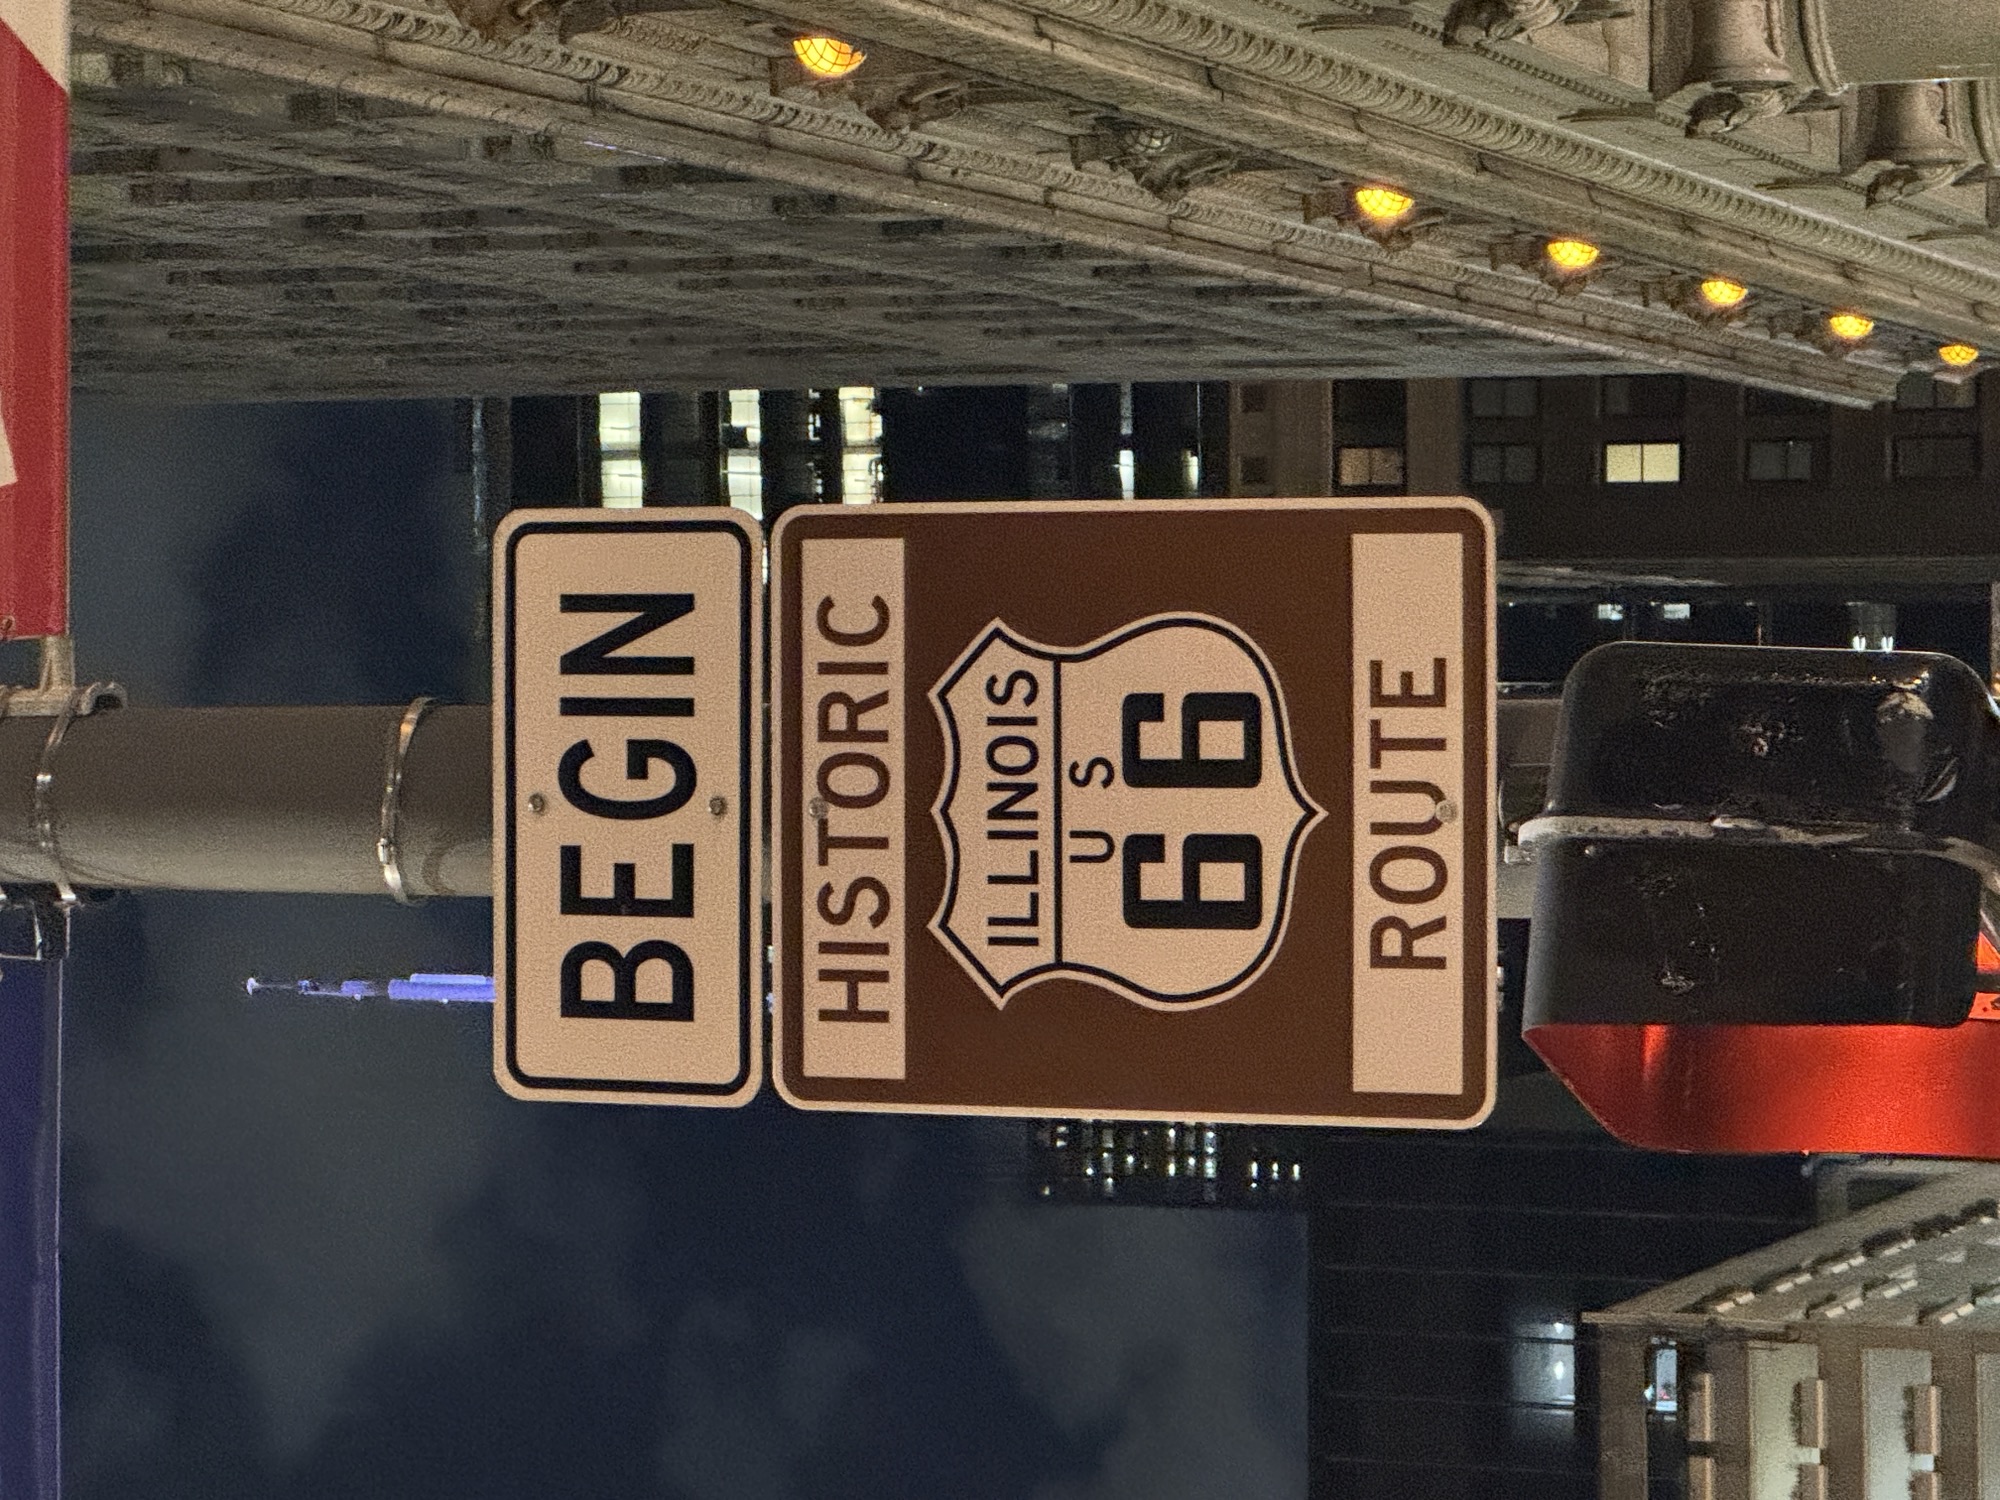 BEGIN
HISTORIC
ILLINOIS
U S
66
ROUTE